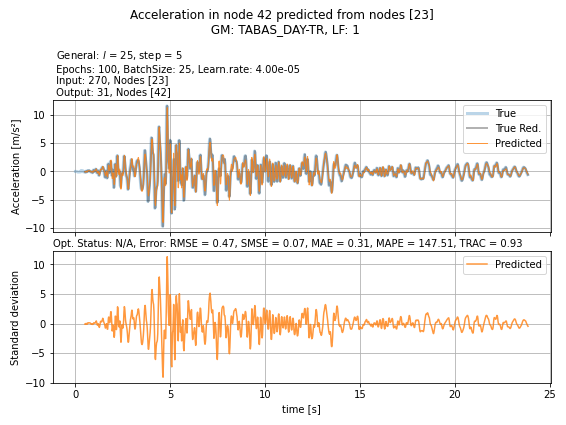 Acceleration in node 42 predicted from nodes [23]
GM: TABAS_DAY-TR, LF: 1
General: l = 25, step = 5
Epochs: 100, BatchSize: 25, Learn.rate: 4.00e-05
Input: 270, Nodes [23]
Output: 31, Nodes [42]
Acceleration [m/s²]
10
5
0
−5
−10
True
True Red.
Predicted
Opt. Status: N/A, Error: RMSE = 0.47, SMSE = 0.07, MAE = 0.31, MAPE = 147.51, TRAC = 0.93
Standard deviation
10
5
0
−5
−10
Predicted
0 5 10 15 20 25
time [s]